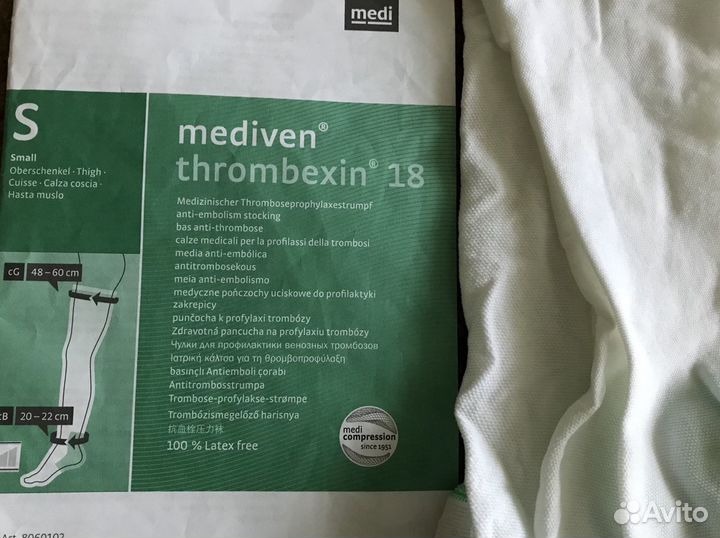 medi
S
Small
Oberschenkel · Thigh ·
Cuisse · Calza coscia ·
Hasta muslo
cG 48 – 60 cm
cB 20 – 22 cm
mediven®
thrombexin® 18
Medizinischer Thromboseprophylaxestrumpf
anti-embolism stocking
bas anti-thrombose
calze medicali per la profilassi della trombosi
media anti-embólica
antitrombosekous
meia anti-embolismo
medyczne pończochy uciskowe do profilaktyki
zakrepicy
punčocha k profylaxi trombózy
Zdravotná pancucha na profylaxiu trombózy
Чулки для профилактики венозных тромбозов
Ιατρική κάλτσα για τη θρομβοπροφύλαξη
basınçlı Antiemboli çorabı
Antitrombosstrumpa
Trombose-profylakse-strømpe
Trombózismegelőző harisnya
抗血栓压力袜
100 % Latex free
medi
compression
since 1951
Art. 8060102
Avito